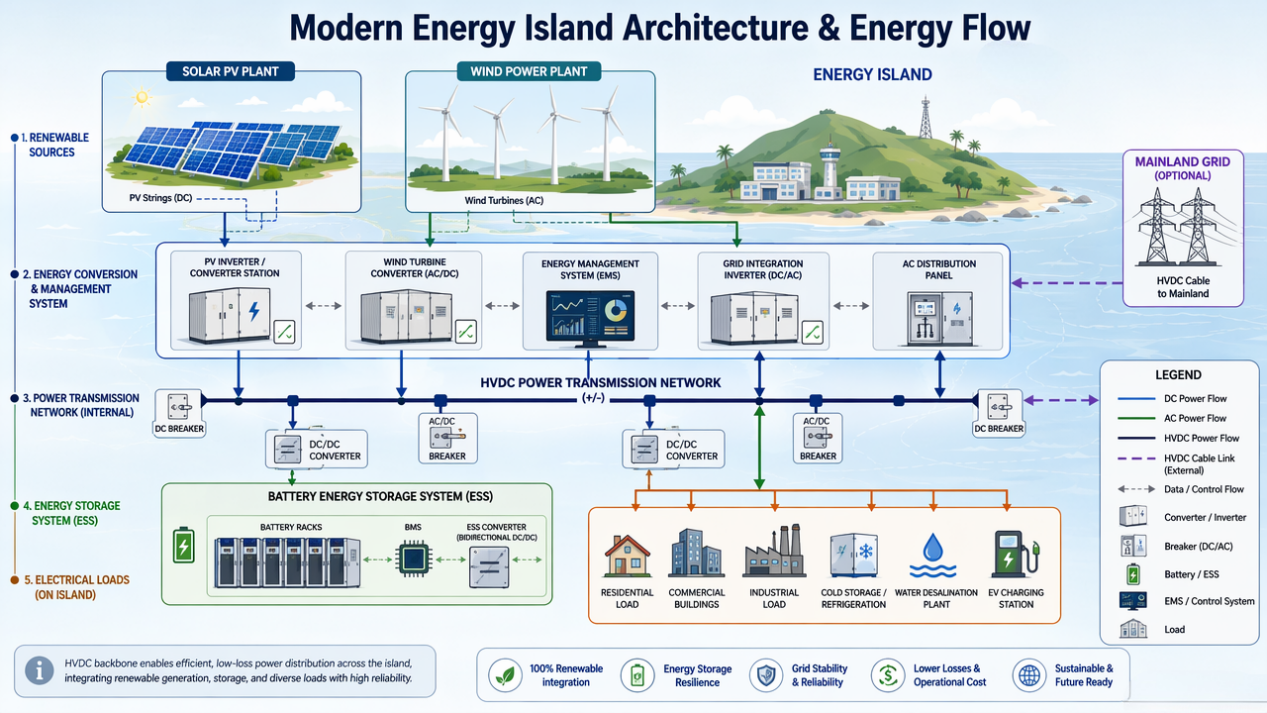 Modern Energy Island Architecture & Energy Flow
SOLAR PV PLANT
WIND POWER PLANT
ENERGY ISLAND
1. RENEWABLE
SOURCES
PV Strings (DC)
Wind Turbines (AC)
MAINLAND GRID
(OPTIONAL)
HVDC Cable
to Mainland
2. ENERGY CONVERSION
& MANAGEMENT
SYSTEM
PV INVERTER /
CONVERTER STATION
WIND TURBINE
CONVERTER (AC/DC)
ENERGY MANAGEMENT
SYSTEM (EMS)
GRID INTEGRATION
INVERTER (DC/AC)
AC DISTRIBUTION
PANEL
3. POWER TRANSMISSION
NETWORK (INTERNAL)
HVDC POWER TRANSMISSION NETWORK
(+/-)
DC BREAKER
DC/DC
CONVERTER
AC/DC
BREAKER
DC/DC
CONVERTER
AC/DC
BREAKER
DC BREAKER
4. ENERGY STORAGE
SYSTEM (ESS)
BATTERY ENERGY STORAGE SYSTEM (ESS)
BATTERY RACKS
BMS
ESS CONVERTER
(BIDIRECTIONAL DC/DC)
5. ELECTRICAL LOADS
(ON ISLAND)
RESIDENTIAL
LOAD
COMMERCIAL
BUILDINGS
INDUSTRIAL
LOAD
COLD STORAGE /
REFRIGERATION
WATER DESALINATION
PLANT
EV CHARGING
STATION
LEGEND
DC Power Flow
AC Power Flow
HVDC Power Flow
HVDC Cable Link
(External)
Data / Control Flow
Converter / Inverter
Breaker (DC/AC)
Battery / ESS
EMS / Control System
Load
i
HVDC backbone enables efficient, low-loss power distribution across the island,
integrating renewable generation, storage, and diverse loads with high reliability.
100% Renewable
integration
Energy Storage
Resilience
Grid Stability
& Reliability
$
Lower Losses &
Operational Cost
Sustainable &
Future Ready